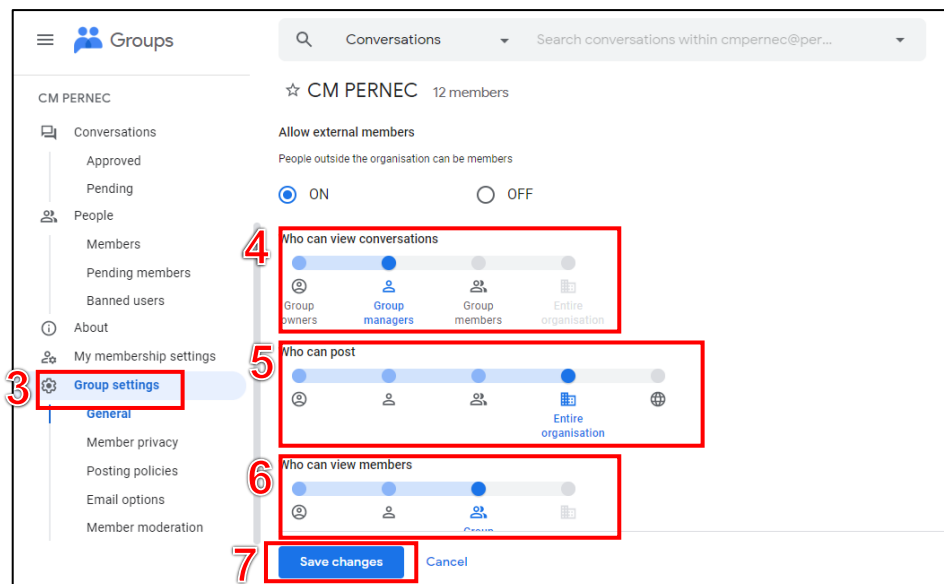 Groups
Conversations
Search conversations within cmpernec@per...
CM PERNEC
Conversations
Approved
Pending
People
Members
Pending members
Banned users
About
My membership settings
3
Group settings
General
Member privacy
Posting policies
Email options
Member moderation
CM PERNEC 12 members
Allow external members
People outside the organisation can be members
ON OFF
4
Who can view conversations
Group owners
Group managers
Group members
Entire organisation
5
Who can post
Entire
organisation
6
Who can view members
Group
7
Save changes Cancel